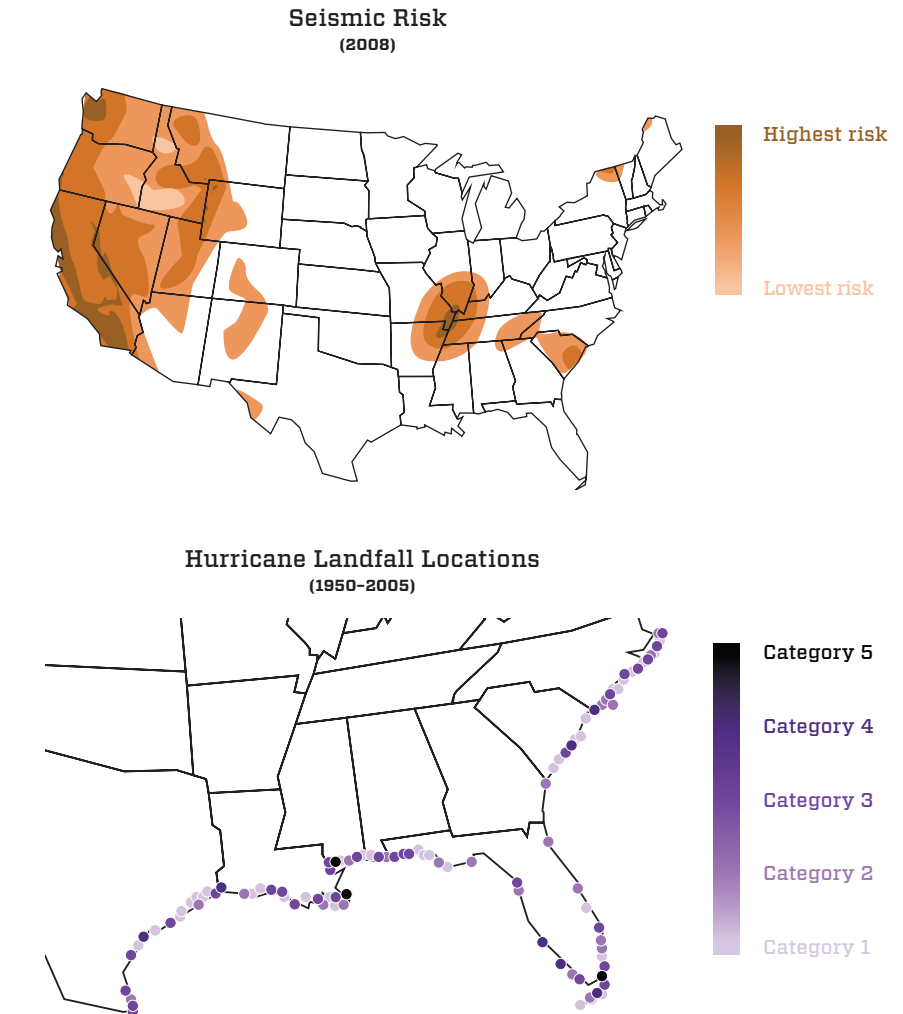 Seismic Risk
(2008)
Highest risk
Lowest risk
Hurricane Landfall Locations
(1950–2005)
Category 5
Category 4
Category 3
Category 2
Category 1